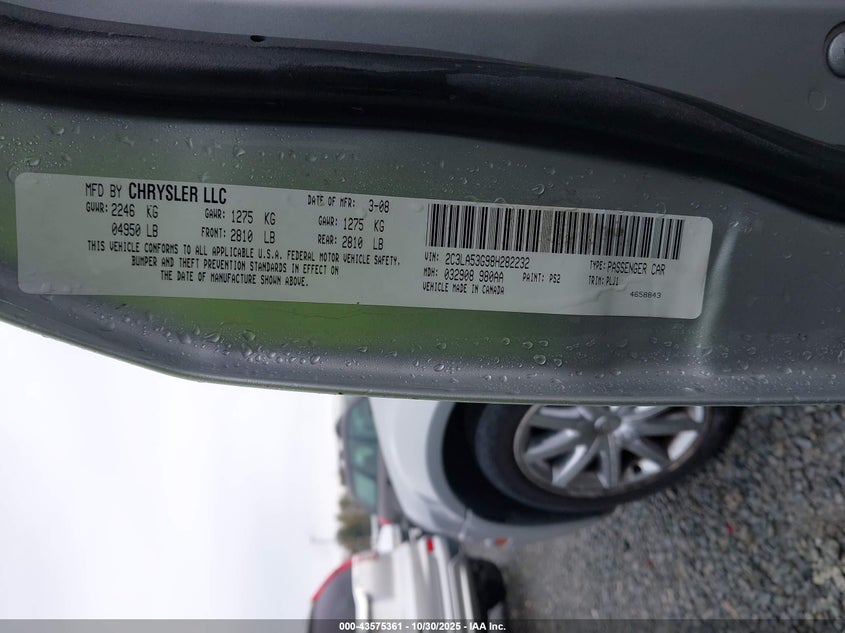 MFD BY CHRYSLER LLC
DATE OF MFR: 3-08
GVWR: 2246 KG
GAWR: 1275 KG
GAWR: 1275 KG
04950 LB
FRONT: 2810 LB
REAR: 2810 LB
THIS VEHICLE CONFORMS TO ALL APPLICABLE U.S.A. FEDERAL MOTOR VEHICLE SAFETY,
BUMPER AND THEFT PREVENTION STANDARDS IN EFFECT ON
THE DATE OF MANUFACTURE SHOWN ABOVE.
VIN: 2C3LA53G98H282232
TYPE: PASSENGER CAR
MDH: 032908 980AA
PAINT: PS2
TRIM: PLJ1
VEHICLE MADE IN CANADA
4658843
000-43575361 | 10/30/2025 | IAA Corp.